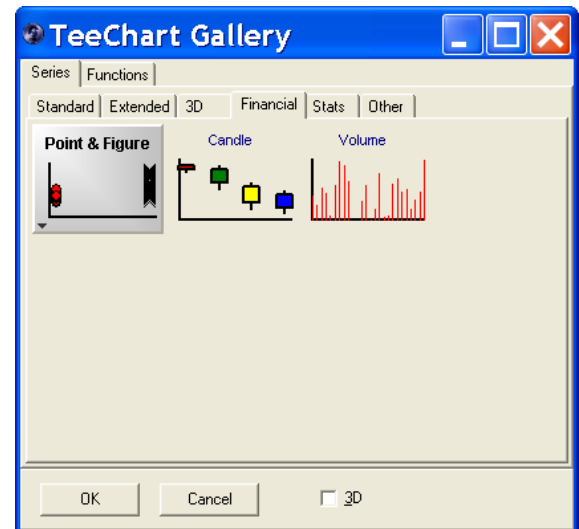 TeeChart Gallery
Series Functions
Standard Extended 3D Financial Stats Other
Point & Figure Candle Volume
OK Cancel 3D